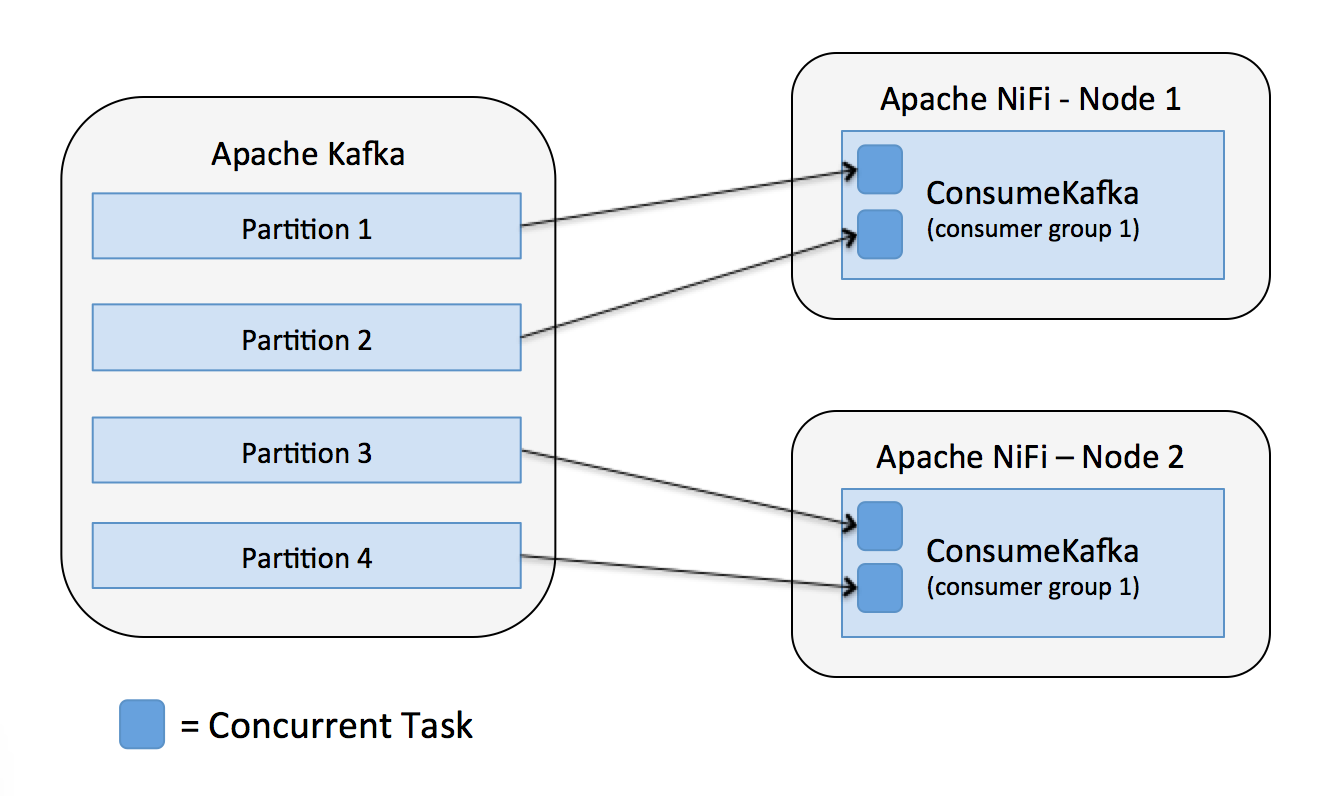 Apache Kafka
Partition 1
Partition 2
Partition 3
Partition 4
Apache NiFi - Node 1
ConsumeKafka
(consumer group 1)
Apache NiFi – Node 2
ConsumeKafka
(consumer group 1)
= Concurrent Task